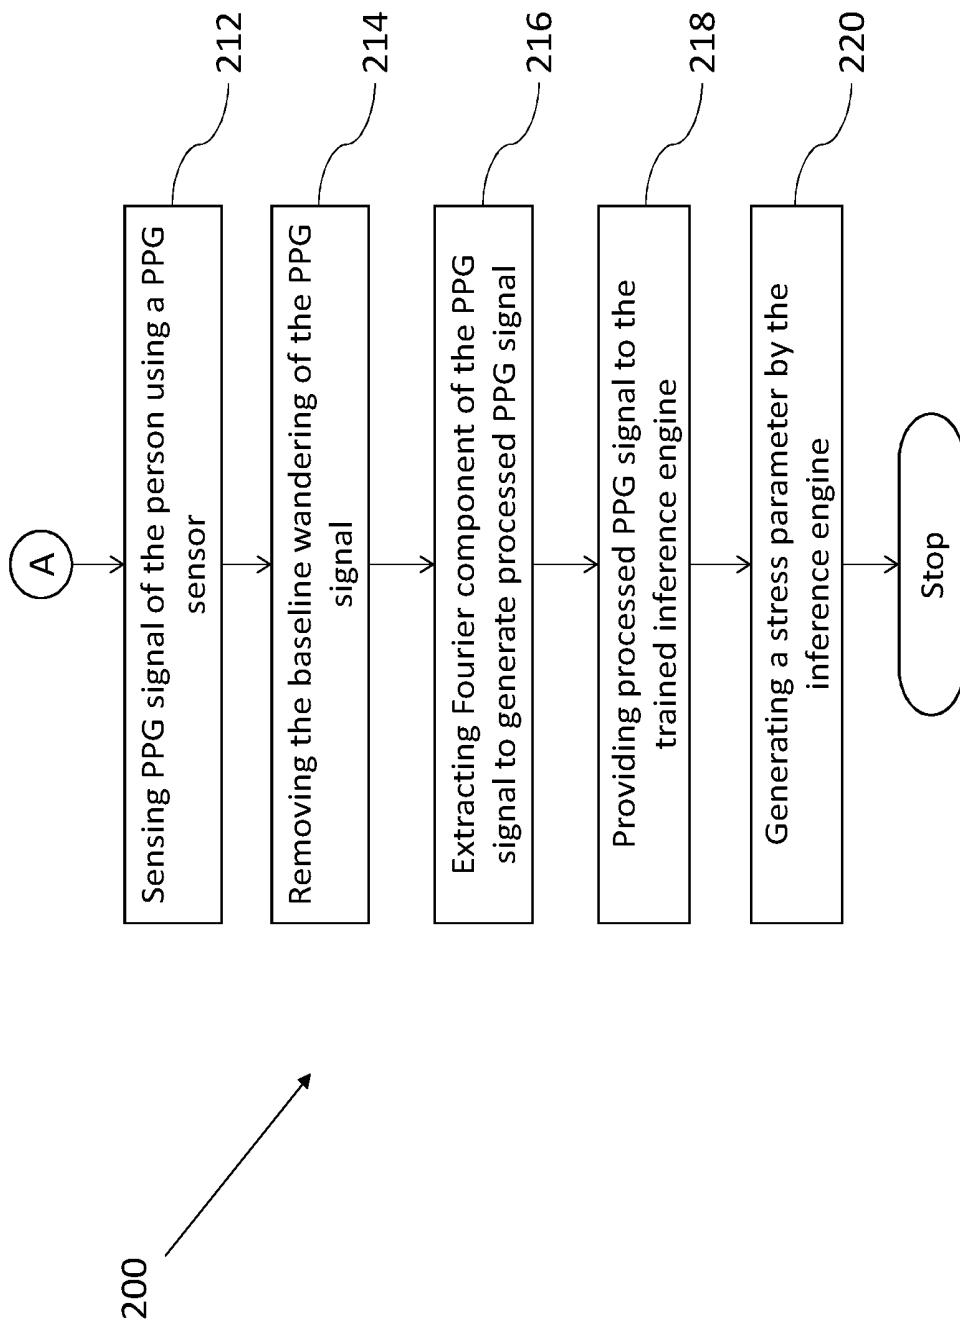 A
Sensing PPG signal of the person using a PPG
sensor
212
Removing the baseline wandering of the PPG
signal
214
Extracting Fourier component of the PPG
signal to generate processed PPG signal
216
Providing processed PPG signal to the
trained inference engine
218
Generating a stress parameter by the
inference engine
220
Stop
200